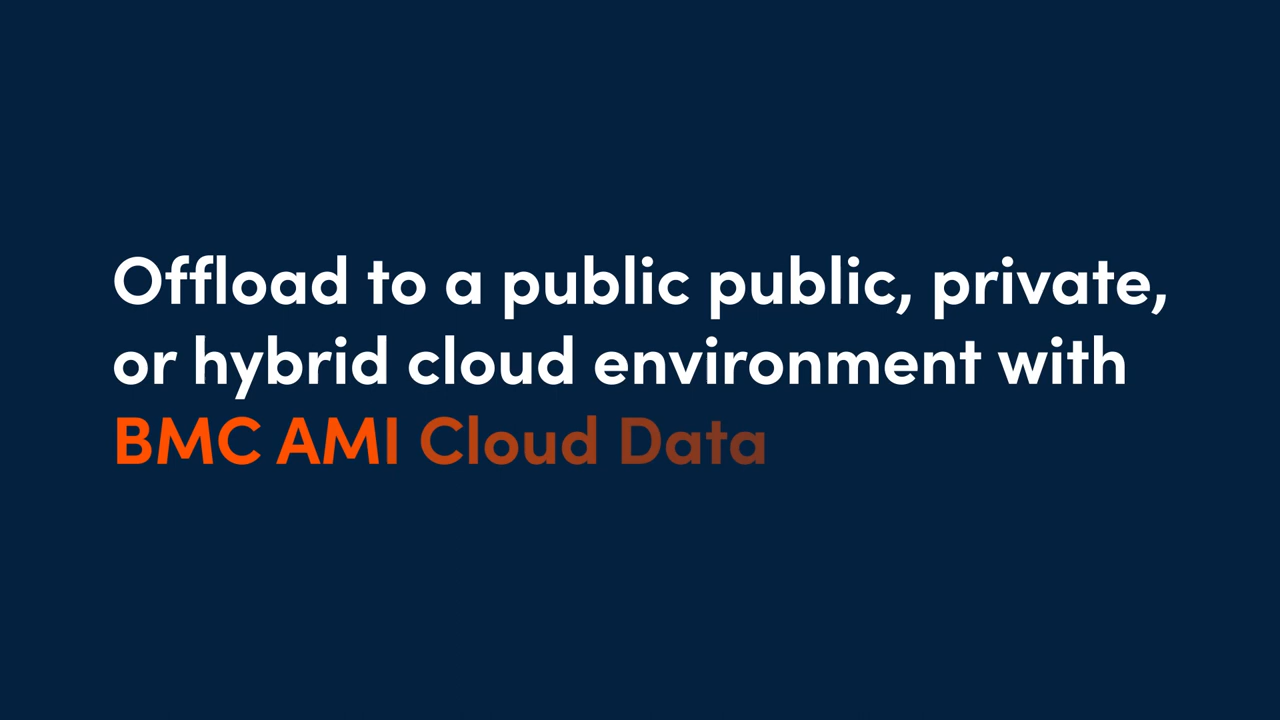 Offload to a public public, private,
or hybrid cloud environment with
BMC AMI Cloud Data